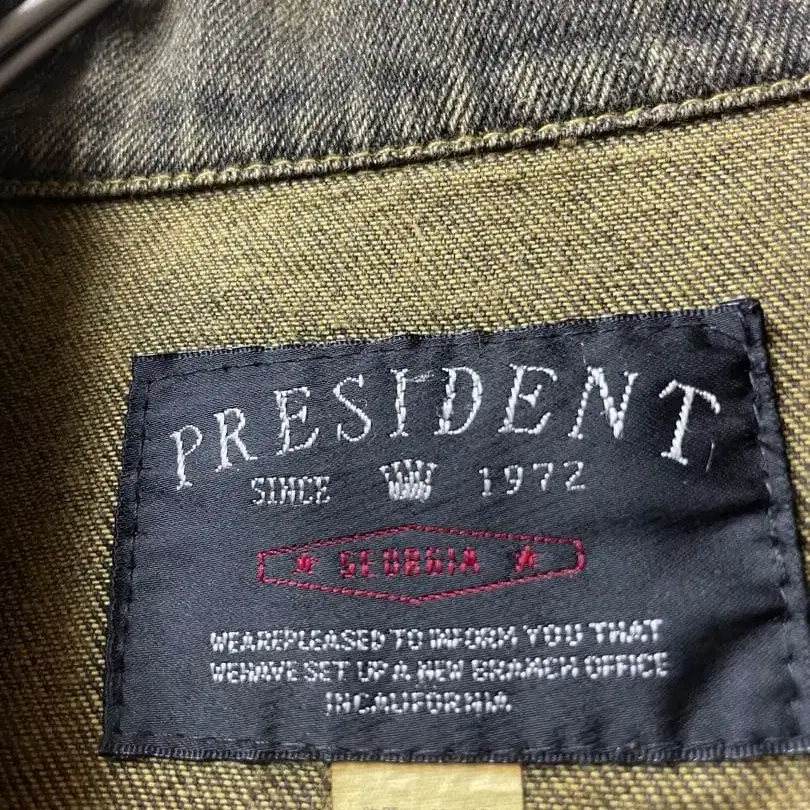 PRESIDENT
SINCE 1972
GEORGIA
WEAREPLEASED TO INFORM YOU THAT
WEHAVE SET UP A NEW BRANCH OFFICE
INCALIFORNIA